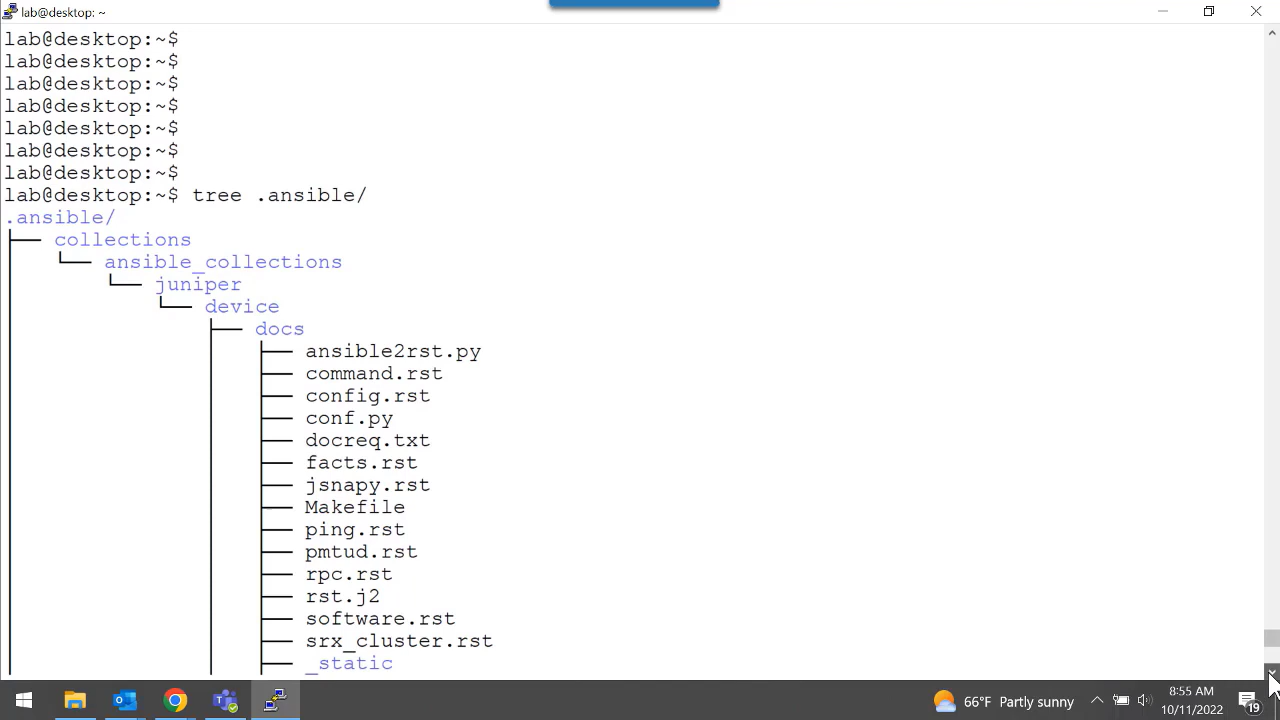 lab@desktop: ~
lab@desktop:~$
lab@desktop:~$
lab@desktop:~$
lab@desktop:~$
lab@desktop:~$
lab@desktop:~$
lab@desktop:~$
lab@desktop:~$ tree .ansible/
.ansible/
├── collections
│   └── ansible_collections
│       └── juniper
│           └── device
│               ├── docs
│               │   ├── ansible2rst.py
│               │   ├── command.rst
│               │   ├── config.rst
│               │   ├── conf.py
│               │   ├── docreq.txt
│               │   ├── facts.rst
│               │   ├── jsnapy.rst
│               │   ├── Makefile
│               │   ├── ping.rst
│               │   ├── pmtud.rst
│               │   ├── rpc.rst
│               │   ├── rst.j2
│               │   ├── software.rst
│               │   ├── srx_cluster.rst
│               │   ├── _static
66°F Partly sunny
8:55 AM
10/11/2022
19